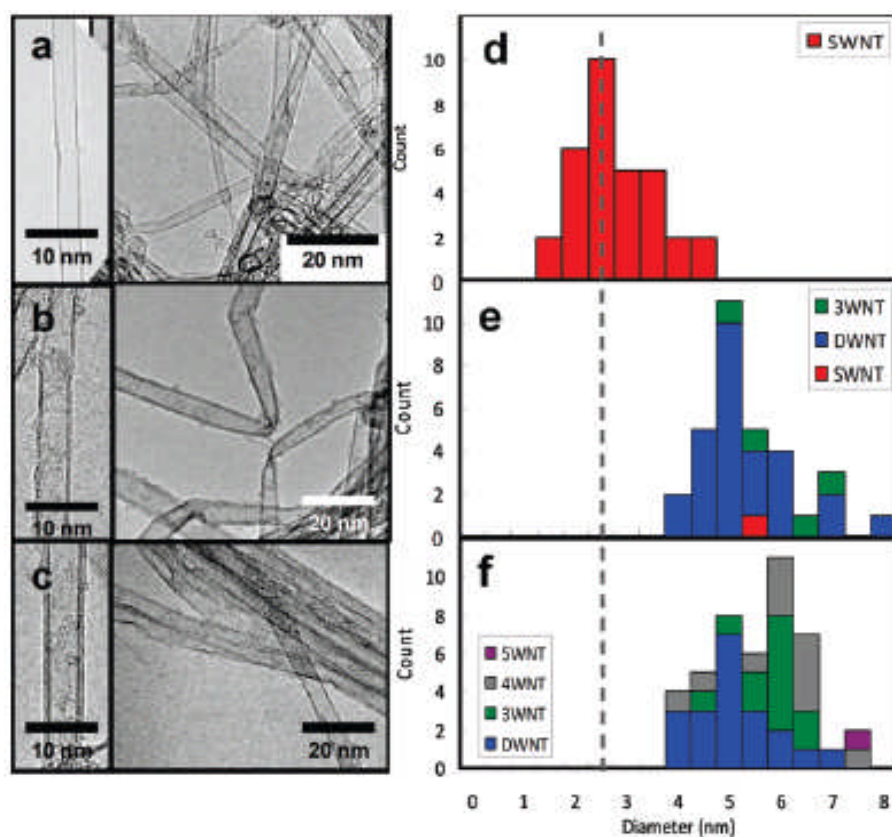 a
10 nm
20 nm
b
10 nm
20 nm
c
10 nm
20 nm
d
SWNT
Count
10
8
6
4
2
0
e
3WNT
DWNT
SWNT
Count
10
8
6
4
2
0
f
5WNT
4WNT
3WNT
DWNT
Count
10
8
6
4
2
0
0 1 2 3 4 5 6 7 8
Diameter (nm)